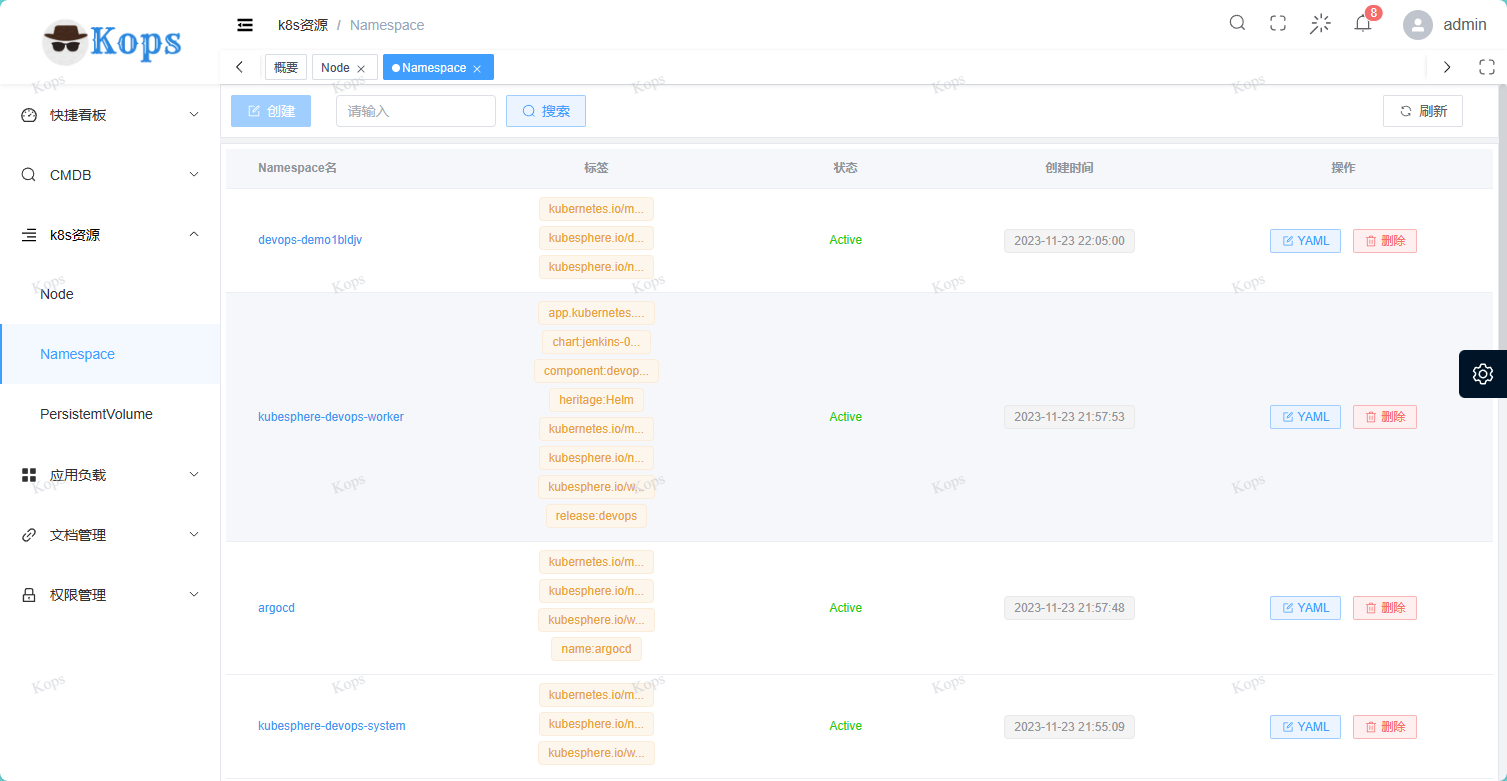 Kops
k8s资源 / Namespace
8
admin
概要
Node
Namespace
创建
请输入
搜索
刷新
快捷看板
CMDB
k8s资源
Node
Namespace
PersistemtVolume
应用负载
文档管理
权限管理
Namespace名 标签 状态 创建时间 操作
kubernetes.io/m...
kubesphere.io/d...
kubesphere.io/n...
devops-demo1bldjv Active 2023-11-23 22:05:00 YAML 删除
app.kubernetes....
chart:jenkins-0...
component:devop...
heritage:Helm
kubernetes.io/m...
kubesphere.io/n...
kubesphere.io/w...
release:devops
kubesphere-devops-worker Active 2023-11-23 21:57:53 YAML 删除
kubernetes.io/m...
kubesphere.io/n...
kubesphere.io/w...
name:argocd
argocd Active 2023-11-23 21:57:48 YAML 删除
kubernetes.io/m...
kubesphere.io/n...
kubesphere.io/w...
kubesphere-devops-system Active 2023-11-23 21:55:09 YAML 删除